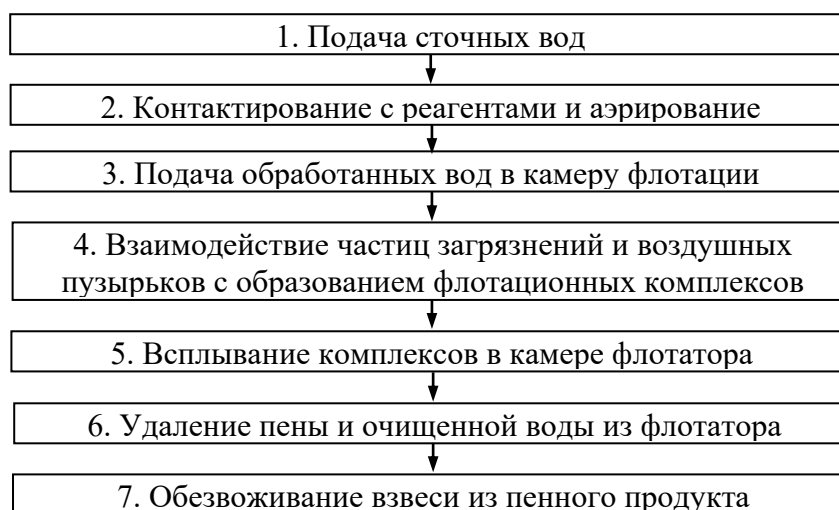 1. Подача сточных вод
2. Контактирование с реагентами и аэрирование
3. Подача обработанных вод в камеру флотации
4. Взаимодействие частиц загрязнений и воздушных
пузырьков с образованием флотационных комплексов
5. Всплывание комплексов в камере флотатора
6. Удаление пены и очищенной воды из флотатора
7. Обезвоживание взвеси из пенного продукта